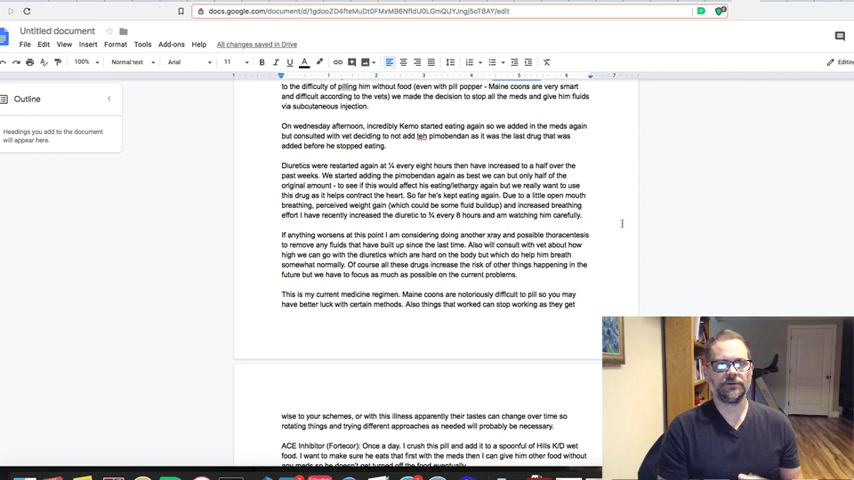 docs.google.com/document/d/1gdooZD4fteMuDt0FMxMB6NfIdU0LGmQUYJngj5oT8AY/edit
Untitled document
File Edit View Insert Format Tools Add-ons Help All changes saved in Drive
100% Normal text Arial 11 Editing
Outline
Headings you add to the document
will appear here.
to the difficulty of pilling him without food (even with pill popper - Maine coons are very smart
and difficult according to the vets) we made the decision to stop all the meds and give him fluids
via subcutaneous injection.
On wednesday afternoon, incredibly Kemo started eating again so we added in the meds again
but consulted with vet deciding to not add teh pimobendan as it was the last drug that was
added before he stopped eating.
Diuretics were restarted again at ¼ every eight hours then have increased to a half over the
past weeks. We started adding the pimobendan again as best we can but only half of the
original amount - to see if this would affect his eating/lethargy again but we really want to use
this drug as it helps contract the heart. So far he's kept eating. Due to a little open mouth
breathing, perceived weight gain (which could be some fluid buildup) and increased breathing
effort I have recently increased the diuretic to ¾ every 8 hours and am watching him carefully.
If anything worsens at this point I am considering doing another xray and possible thoracentesis
to remove any fluids that have built up since the last time. Also will consult with vet about how
high we can go with the diuretics which are hard on the body but which do help him breath
somewhat normally. Of course all these drugs increase the risk of other things happening in the
future but we have to focus as much as possible on the current problems.
This is my current medicine regimen. Maine coons are notoriously difficult to pill so you may
have better luck with certain methods. Also things that worked can stop working as they get
wise to your schemes, or with this illness apparently their tastes can change over time so
rotating things and trying different approaches as needed will probably be necessary.
ACE Inhibitor (Fortecor): Once a day. I crush this pill and add it to a spoonful of Hills K/D wet
food. I want to make sure he eats that first with the meds then I can give him other food without
any meds so he doesn't get turned off the food eventually.